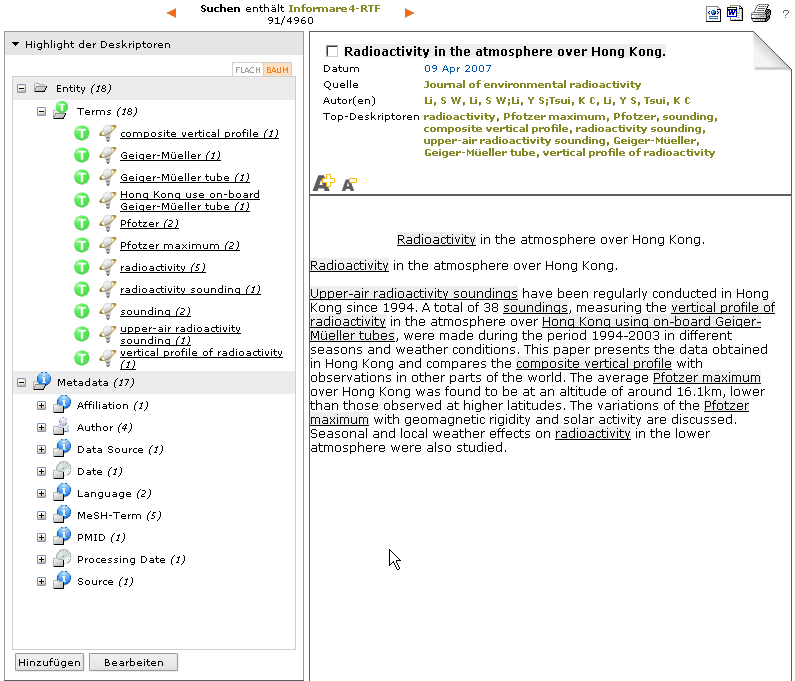 Suchen enthält Informare4-RTF
91/4960
?
Highlight der Deskriptoren
FLACH BAUM
Entity (18)
Terms (18)
composite vertical profile (1)
Geiger-Müeller (1)
Geiger-Müeller tube (1)
Hong Kong use on-board
Geiger-Müeller tube (1)
Pfotzer (2)
Pfotzer maximum (2)
radioactivity (5)
radioactivity sounding (1)
sounding (2)
upper-air radioactivity
sounding (1)
vertical profile of radioactivity
(1)
Metadata (17)
Affiliation (1)
Author (4)
Data Source (1)
Date (1)
Language (2)
MeSH-Term (5)
PMID (1)
Processing Date (1)
Source (1)
Hinzufügen Bearbeiten
Radioactivity in the atmosphere over Hong Kong.
Datum 09 Apr 2007
Quelle Journal of environmental radioactivity
Autor(en) Li, S W, Li, S W;Li, Y S;Tsui, K C, Li, Y S, Tsui, K C
Top-Deskriptoren radioactivity, Pfotzer maximum, Pfotzer, sounding,
composite vertical profile, radioactivity sounding,
upper-air radioactivity sounding, Geiger-Müeller,
Geiger-Müeller tube, vertical profile of radioactivity
A+ A-
Radioactivity in the atmosphere over Hong Kong.
Radioactivity in the atmosphere over Hong Kong.
Upper-air radioactivity soundings have been regularly conducted in Hong
Kong since 1994. A total of 38 soundings, measuring the vertical profile of
radioactivity in the atmosphere over Hong Kong using on-board Geiger-
Müeller tubes, were made during the period 1994-2003 in different
seasons and weather conditions. This paper presents the data obtained
in Hong Kong and compares the composite vertical profile with
observations in other parts of the world. The average Pfotzer maximum
over Hong Kong was found to be at an altitude of around 16.1km, lower
than those observed at higher latitudes. The variations of the Pfotzer
maximum with geomagnetic rigidity and solar activity are discussed.
Seasonal and local weather effects on radioactivity in the lower
atmosphere were also studied.